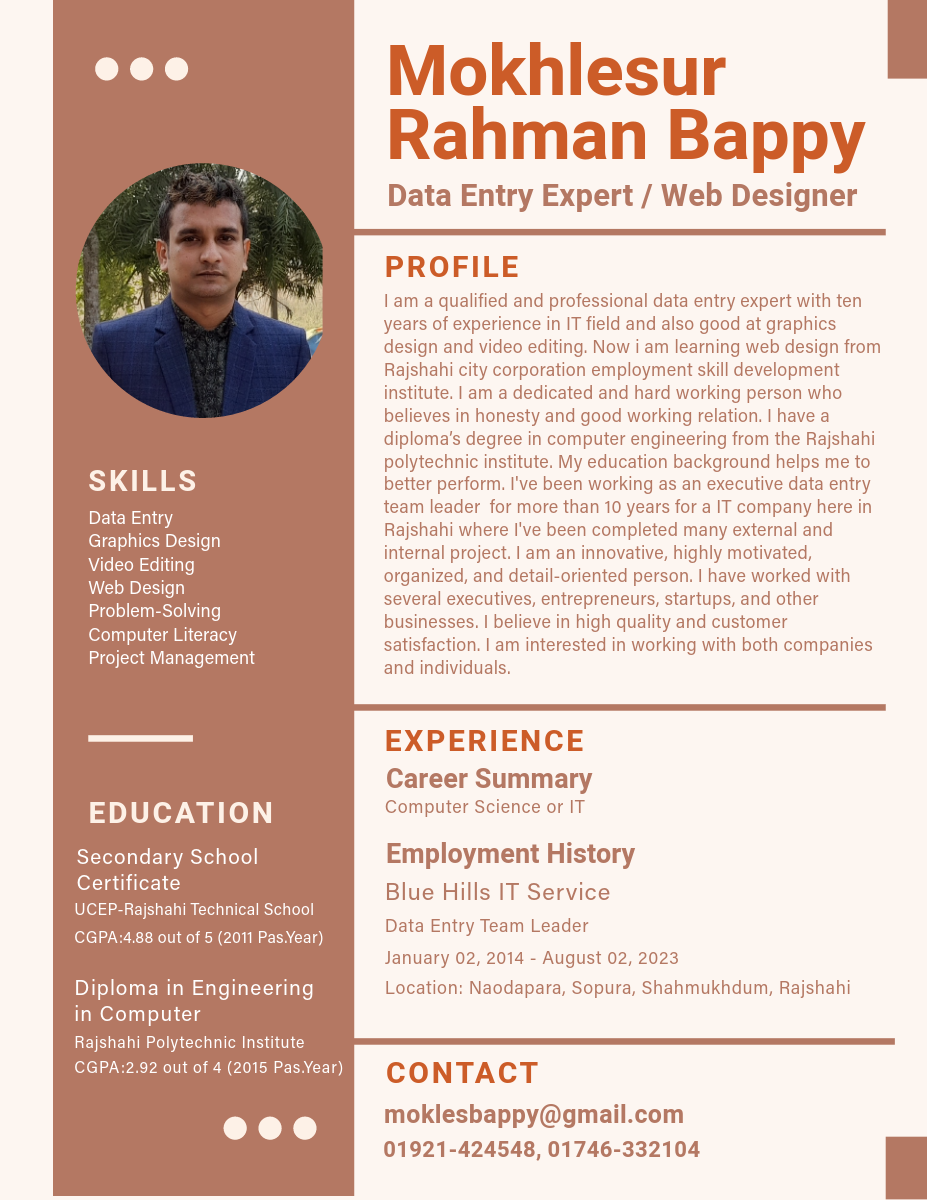 Mokhlesur
Rahman Bappy
Data Entry Expert / Web Designer
PROFILE
I am a qualified and professional data entry expert with ten
years of experience in IT field and also good at graphics
design and video editing. Now i am learning web design from
Rajshahi city corporation employment skill development
institute. I am a dedicated and hard working person who
believes in honesty and good working relation. I have a
diploma's degree in computer engineering from the Rajshahi
polytechnic institute. My education background helps me to
better perform. I've been working as an executive data entry
team leader  for more than 10 years for a IT company here in
Rajshahi where I've been completed many external and
internal project. I am an innovative, highly motivated,
organized, and detail-oriented person. I have worked with
several executives, entrepreneurs, startups, and other
businesses. I believe in high quality and customer
satisfaction. I am interested in working with both companies
and individuals.
SKILLS
Data Entry
Graphics Design
Video Editing
Web Design
Problem-Solving
Computer Literacy
Project Management
EDUCATION
Secondary School
Certificate
UCEP-Rajshahi Technical School
CGPA:4.88 out of 5 (2011 Pas.Year)
Diploma in Engineering
in Computer
Rajshahi Polytechnic Institute
CGPA:2.92 out of 4 (2015 Pas.Year)
EXPERIENCE
Career Summary
Computer Science or IT
Employment History
Blue Hills IT Service
Data Entry Team Leader
January 02, 2014 - August 02, 2023
Location: Naodapara, Sopura, Shahmukhdum, Rajshahi
CONTACT
moklesbappy@gmail.com
01921-424548, 01746-332104